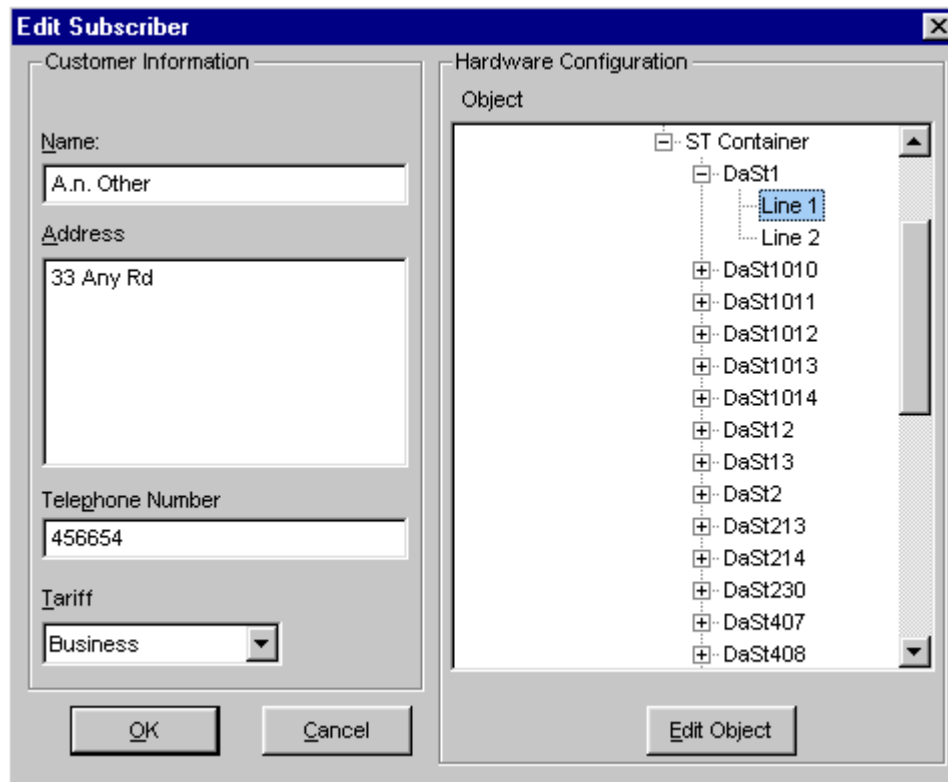 Edit Subscriber
Customer Information
Name:
A.n. Other
Address
33 Any Rd
Telephone Number
456654
Tariff
Business
OK
Cancel
Hardware Configuration
Object
ST Container
DaSt1
Line 1
Line 2
DaSt1010
DaSt1011
DaSt1012
DaSt1013
DaSt1014
DaSt12
DaSt13
DaSt2
DaSt213
DaSt214
DaSt230
DaSt407
DaSt408
Edit Object